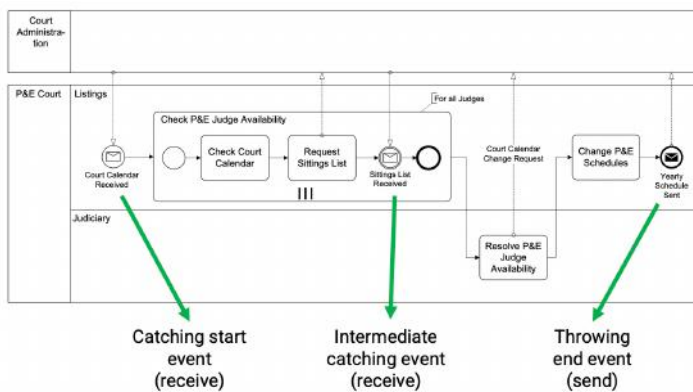 Court
Administra-
tion
P&E Court
Listings
For all Judges
Check P&E Judge Availability
Check Court
Calendar
Request
Sittings List
Court Calendar
Received
Sittings List
Received
Court Calendar
Change Request
Change P&E
Schedules
Yearly
Schedule
Sent
Judiciary
Resolve P&E
Judge
Availability
Catching start
event
(receive)
Intermediate
catching event
(receive)
Throwing
end event
(send)